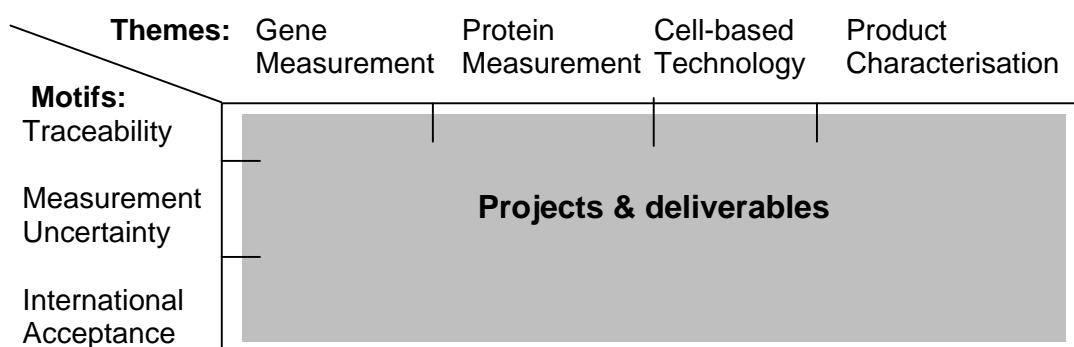 Themes: Gene Protein Cell-based Product
Measurement Measurement Technology Characterisation
Motifs:
Traceability
Measurement
Uncertainty
Projects & deliverables
International
Acceptance